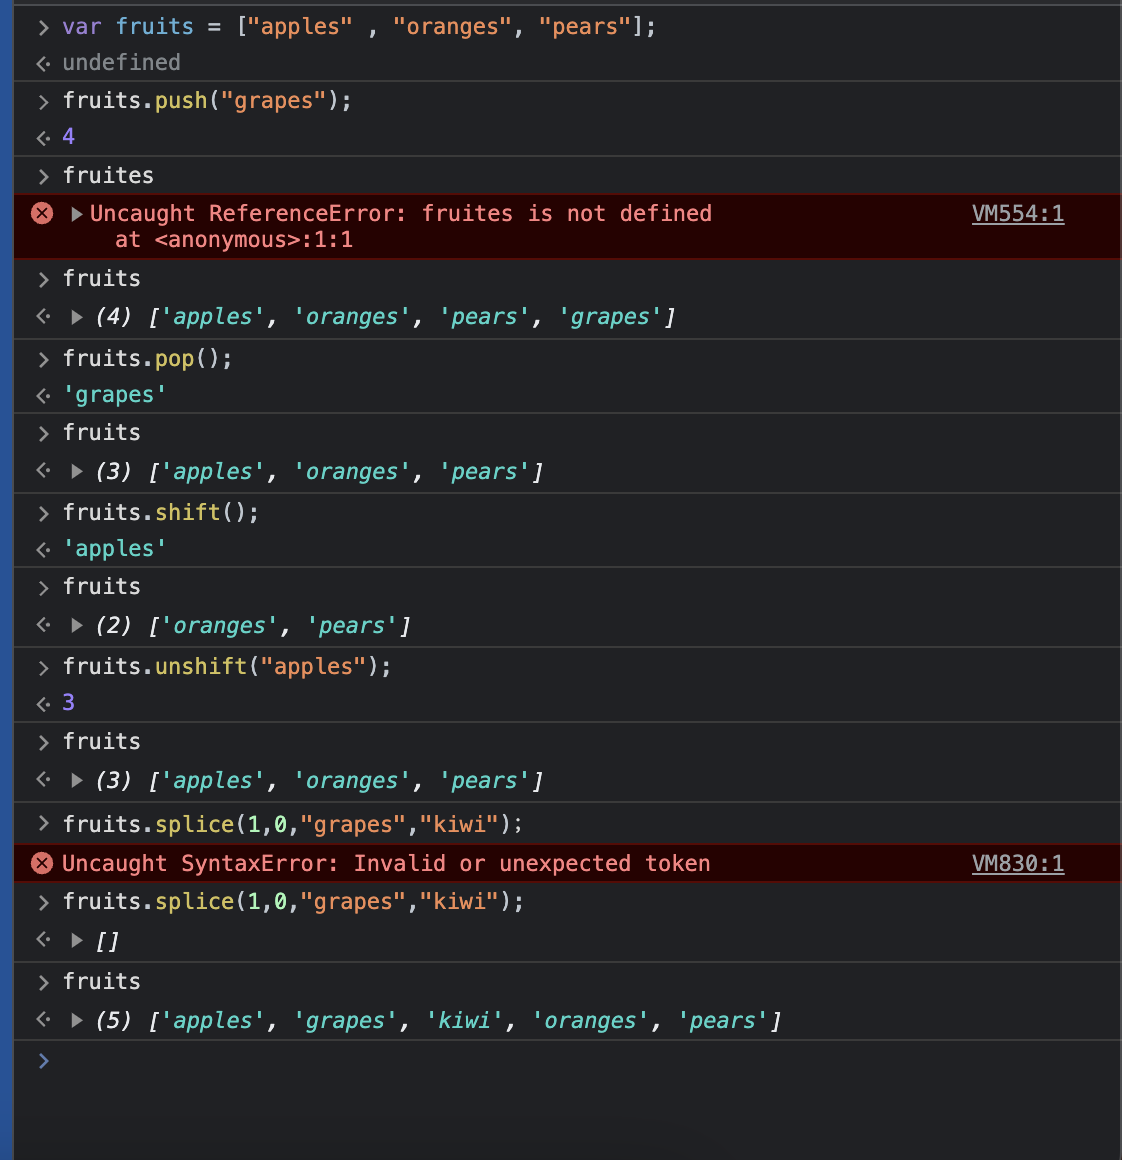 > var fruits = ["apples" , "oranges", "pears"];
undefined
> fruits.push("grapes");
4
> fruites
Uncaught ReferenceError: fruites is not defined VM554:1
at <anonymous>:1:1
> fruits
(4) ['apples', 'oranges', 'pears', 'grapes']
> fruits.pop();
'grapes'
> fruits
(3) ['apples', 'oranges', 'pears']
> fruits.shift();
'apples'
> fruits
(2) ['oranges', 'pears']
> fruits.unshift("apples");
3
> fruits
(3) ['apples', 'oranges', 'pears']
> fruits.splice(1,0,"grapes","kiwi");
Uncaught SyntaxError: Invalid or unexpected token VM830:1
> fruits.splice(1,0,"grapes","kiwi");
[]
> fruits
(5) ['apples', 'grapes', 'kiwi', 'oranges', 'pears']
>